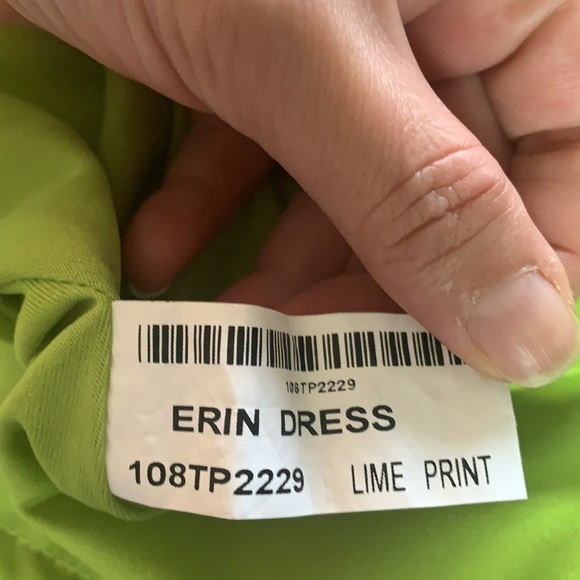 108TP2229
ERIN DRESS
108TP2229 LIME PRINT